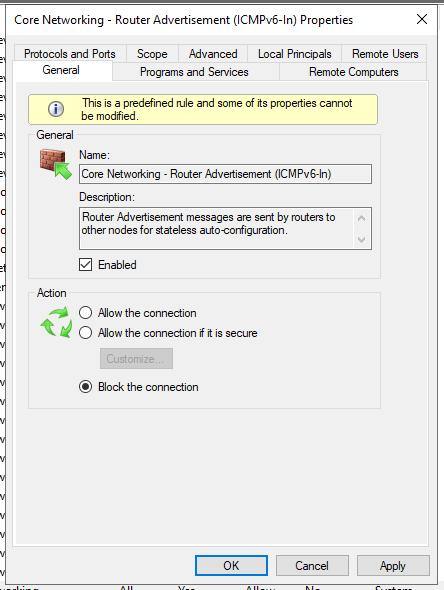 Core Networking - Router Advertisement (ICMPv6-In) Properties
Protocols and Ports Scope Advanced Local Principals Remote Users
General Programs and Services Remote Computers
This is a predefined rule and some of its properties cannot
be modified.
General
Name:
Core Networking - Router Advertisement (ICMPv6-In)
Description:
Router Advertisement messages are sent by routers to
other nodes for stateless auto-configuration.
Enabled
Action
Allow the connection
Allow the connection if it is secure
Customize...
Block the connection
OK Cancel Apply